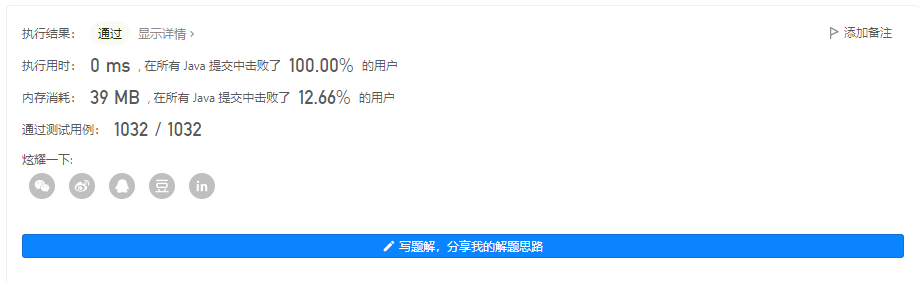 执行结果： 通过 显示详情 › 添加备注
执行用时： 0 ms , 在所有 Java 提交中击败了 100.00% 的用户
内存消耗： 39 MB , 在所有 Java 提交中击败了 12.66% 的用户
通过测试用例： 1032 / 1032
炫耀一下:
豆 in
写题解，分享我的解题思路